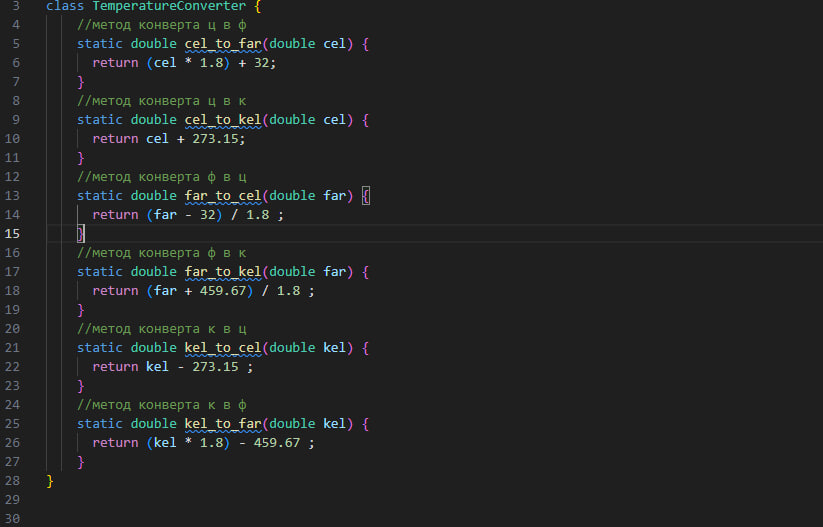 3 class TemperatureConverter {
4 //метод конверта ц в ф
5 static double cel_to_far(double cel) {
6 return (cel * 1.8) + 32;
7 }
8 //метод конверта ц в к
9 static double cel_to_kel(double cel) {
10 return cel + 273.15;
11 }
12 //метод конверта ф в ц
13 static double far_to_cel(double far) {
14 return (far - 32) / 1.8 ;
15 }
16 //метод конверта ф в к
17 static double far_to_kel(double far) {
18 return (far + 459.67) / 1.8 ;
19 }
20 //метод конверта к в ц
21 static double kel_to_cel(double kel) {
22 return kel - 273.15 ;
23 }
24 //метод конверта к в ф
25 static double kel_to_far(double kel) {
26 return (kel * 1.8) - 459.67 ;
27 }
28 }
29
30